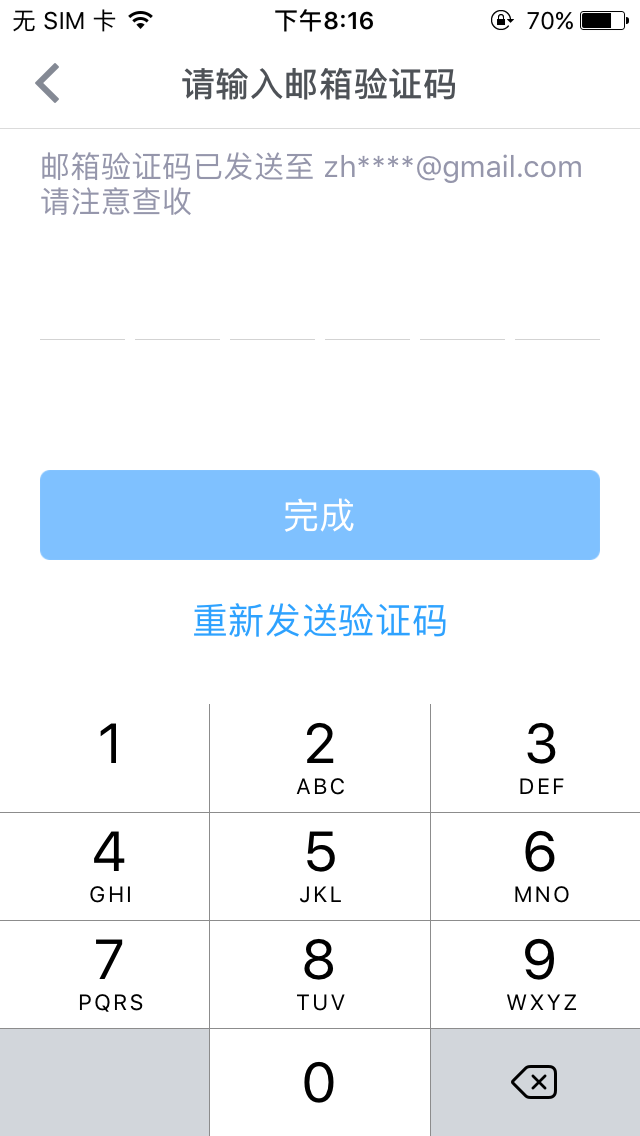 无 SIM 卡 下午8:16 70%
请输入邮箱验证码
邮箱验证码已发送至 zh****@gmail.com
请注意查收
完成
重新发送验证码
1 2 3
ABC DEF
4 5 6
GHI JKL MNO
7 8 9
PQRS TUV WXYZ
0